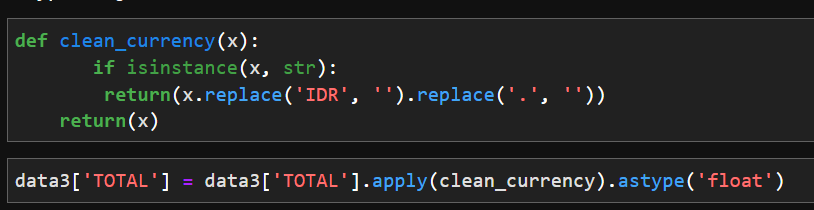 def clean_currency(x):
        if isinstance(x, str):
         return(x.replace('IDR', '').replace('.', ''))
    return(x)
data3['TOTAL'] = data3['TOTAL'].apply(clean_currency).astype('float')